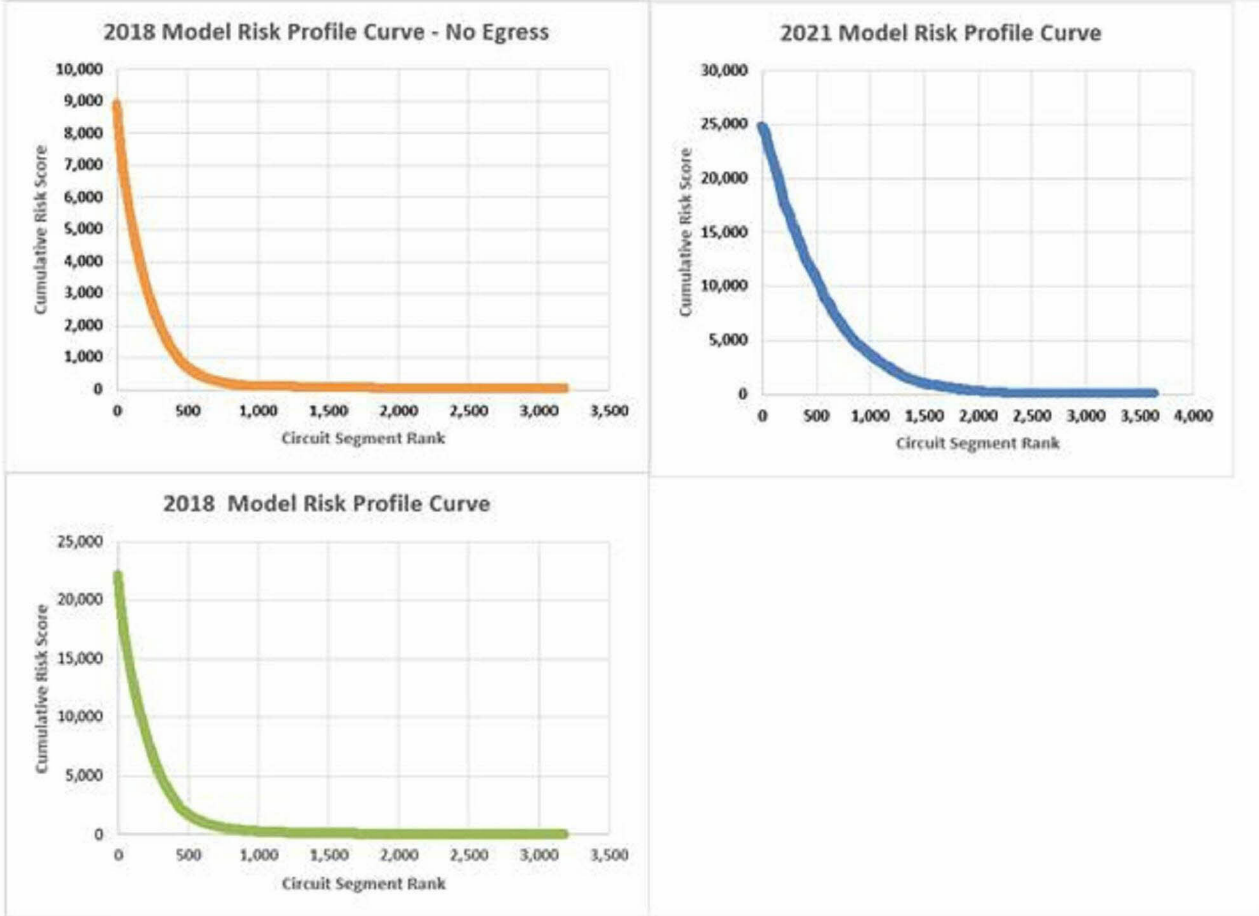 2018 Model Risk Profile Curve - No Egress
10,000
9,000
8,000
7,000
6,000
5,000
4,000
3,000
2,000
1,000
0
Cumulative Risk Score
0 500 1,000 1,500 2,000 2,500 3,000 3,500
Circuit Segment Rank
2021 Model Risk Profile Curve
30,000
25,000
20,000
15,000
10,000
5,000
0
Cumulative Risk Score
0 500 1,000 1,500 2,000 2,500 3,000 3,500 4,000
Circuit Segment Rank
2018 Model Risk Profile Curve
25,000
20,000
15,000
10,000
5,000
0
Cumulative Risk Score
0 500 1,000 1,500 2,000 2,500 3,000 3,500
Circuit Segment Rank